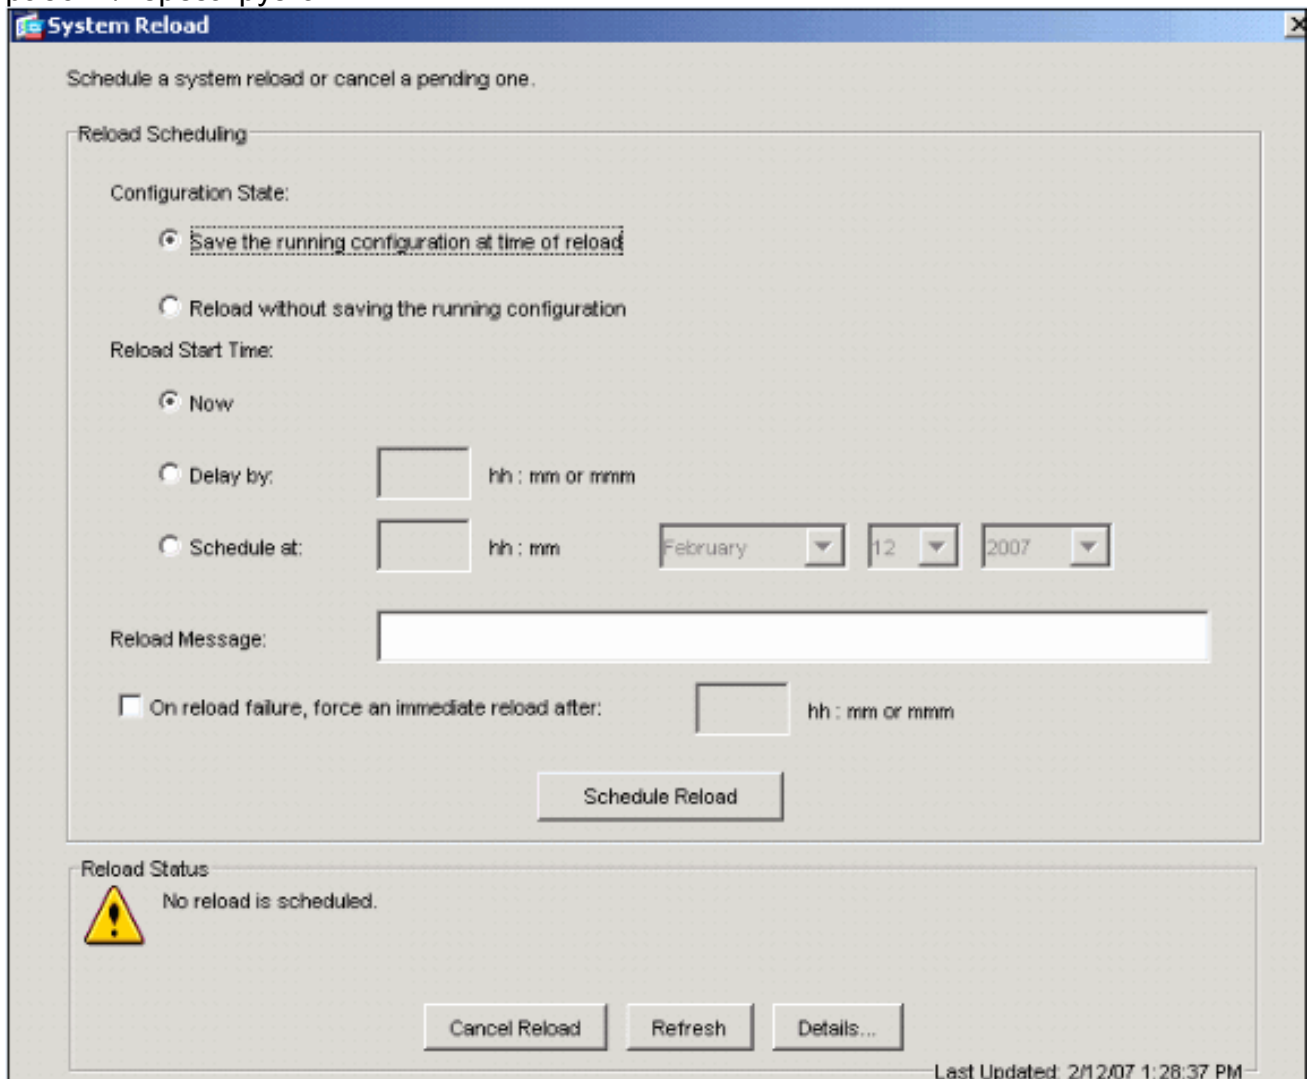 System Reload
Schedule a system reload or cancel a pending one.
Reload Scheduling
Configuration State:
Save the running configuration at time of reload
Reload without saving the running configuration
Reload Start Time:
Now
Delay by: hh : mm or mmm
Schedule at: hh : mm February 12 2007
Reload Message:
On reload failure, force an immediate reload after: hh : mm or mmm
Schedule Reload
Reload Status
No reload is scheduled.
Cancel Reload Refresh Details...
Last Updated: 2/12/07 1:28:37 PM